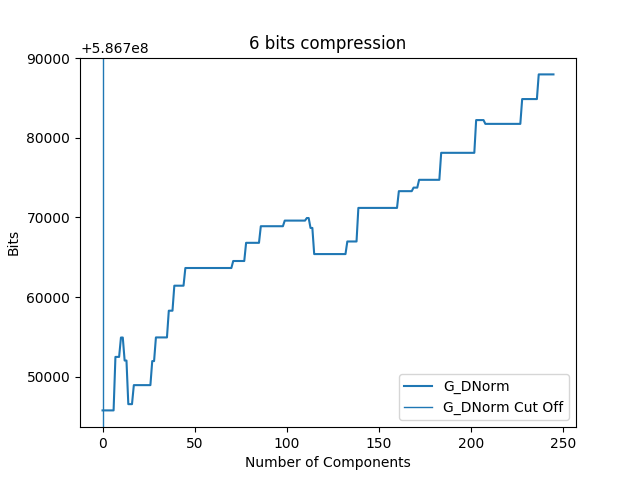 6 bits compression
+5.867e8
90000
80000
70000
60000
50000
Bits
0 50 100 150 200 250
Number of Components
G_DNorm
G_DNorm Cut Off